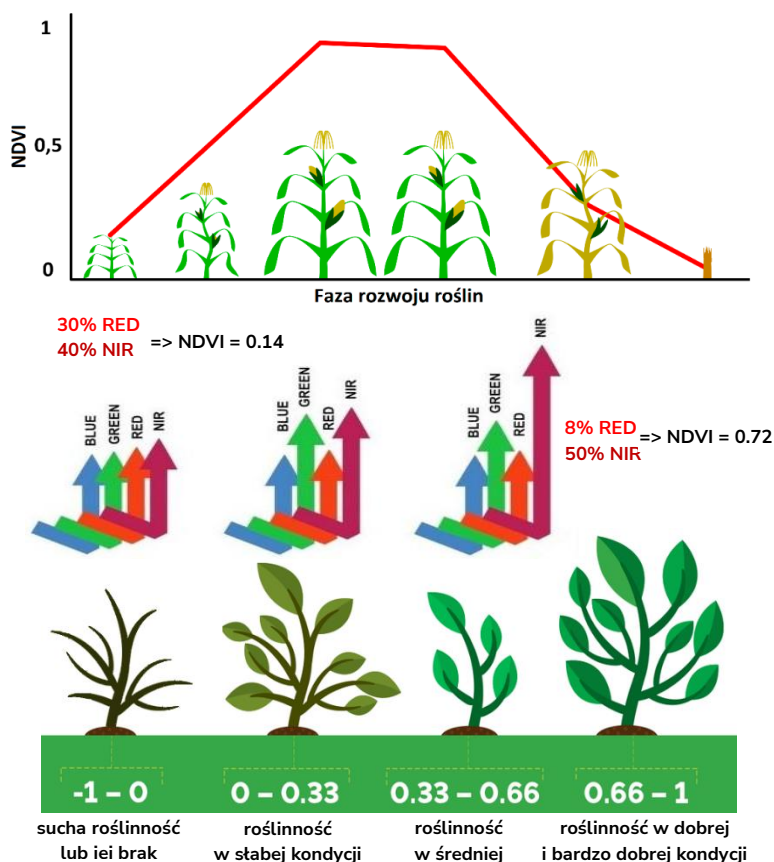 1
0,5
0
NDVI
Faza rozwoju roślin
30% RED
40% NIR
=> NDVI = 0.14
BLUE
GREEN
RED
NIR
BLUE
GREEN
RED
NIR
BLUE
GREEN
RED
NIR
8% RED
50% NIR
=> NDVI = 0.72
-1 – 0
0 – 0.33
0.33 – 0.66
0.66 – 1
sucha roślinność
lub iei brak
roślinność
w słabej kondycji
roślinność
w średniej
roślinność w dobrej
i bardzo dobrej kondycji